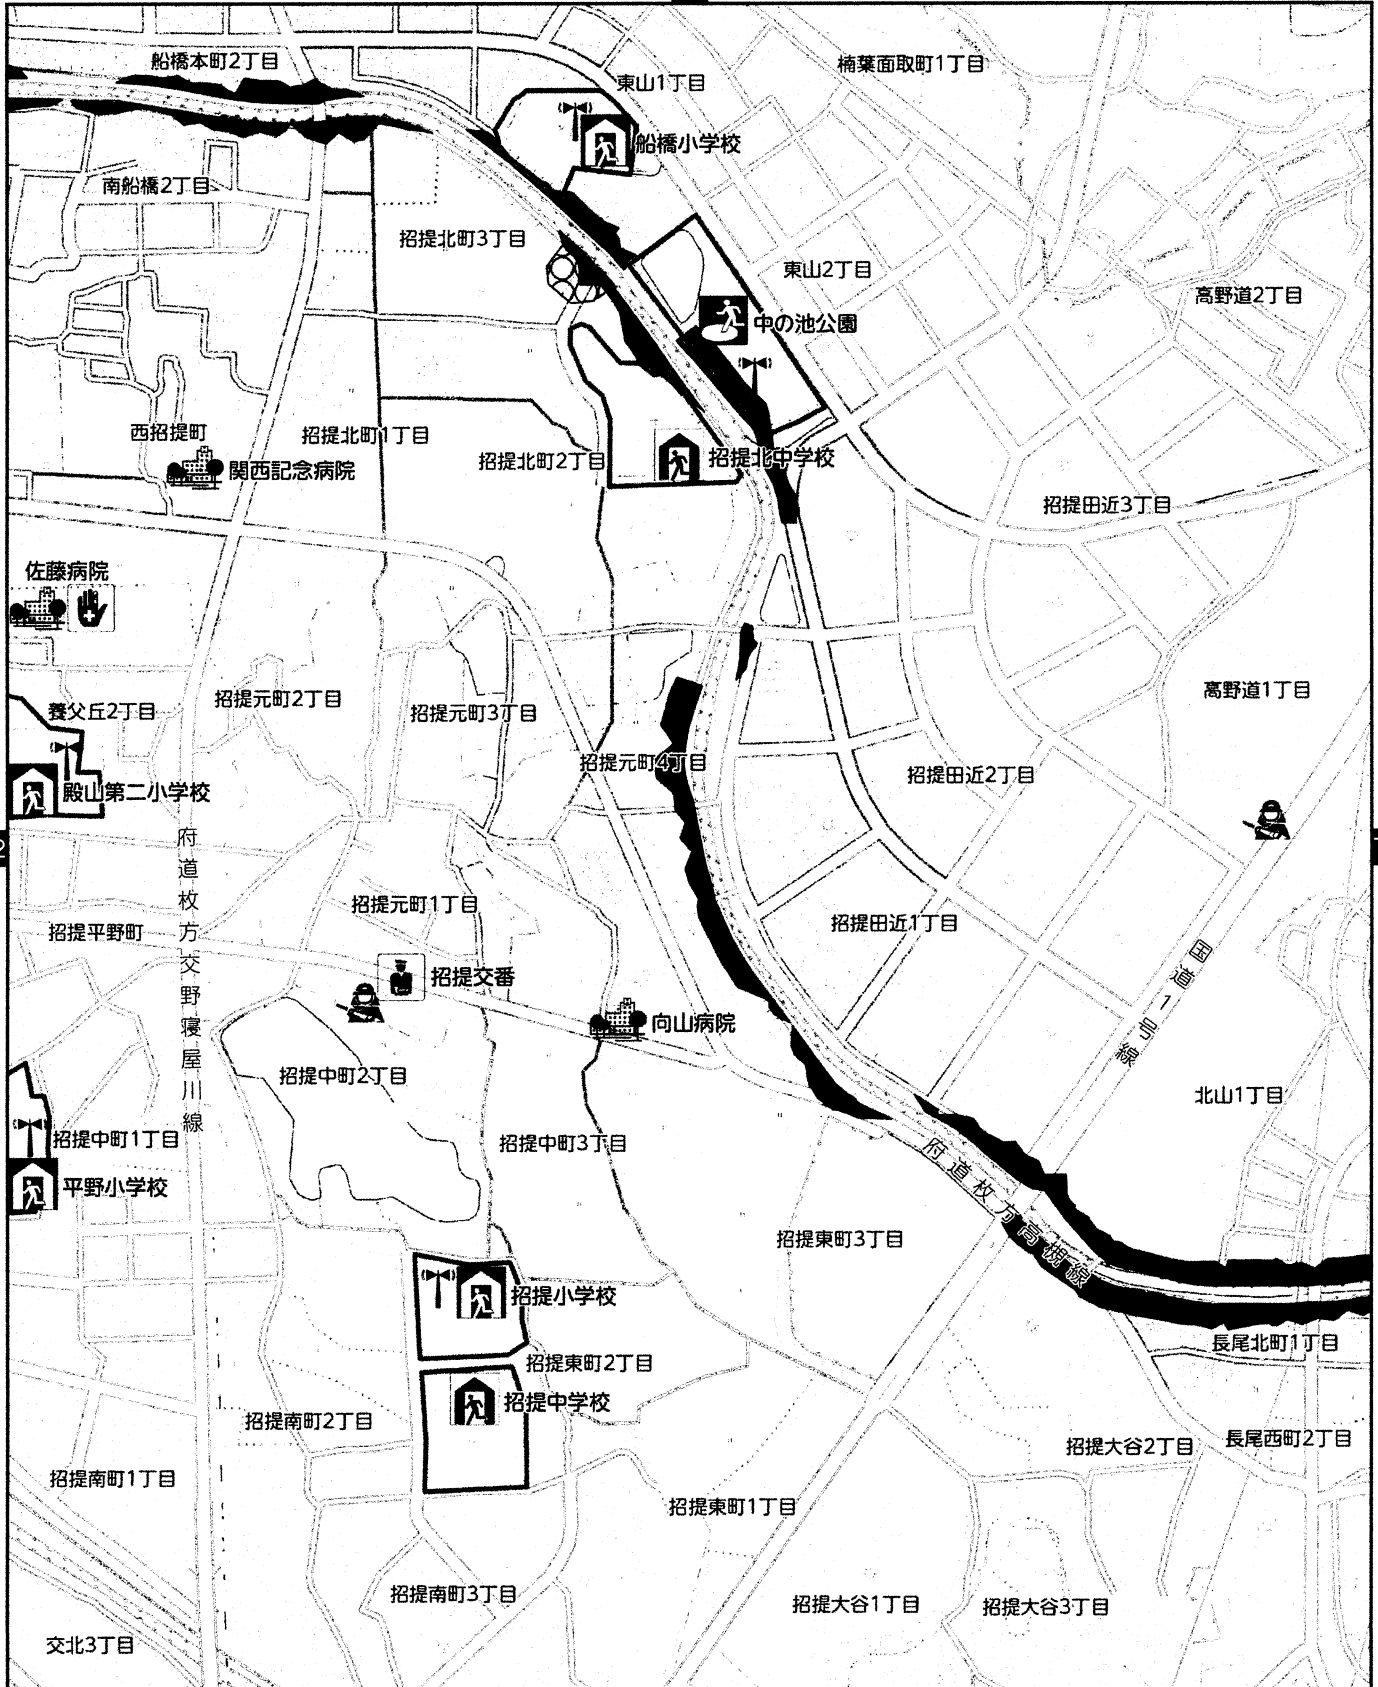 船橋本町2丁目
東山1丁目
楠葉面取町1丁目
船橋小学校
南船橋2丁目
招提北町3丁目
東山2丁目
高野道2丁目
中の池公園
西招提町
招提北町1丁目
招提北町2丁目
招提北中学校
関西記念病院
招提田近3丁目
佐藤病院
高野道1丁目
養父丘2丁目
招提元町2丁目
招提元町3丁目
招提元町4丁目
招提田近2丁目
殿山第二小学校
府道枚方交野寝屋川線
招提元町1丁目
招提平野町
招提田近1丁目
招提交番
国道1号線
向山病院
招提中町2丁目
北山1丁目
招提中町1丁目
招提中町3丁目
平野小学校
府道枚方高槻線
招提東町3丁目
招提小学校
長尾北町1丁目
招提東町2丁目
招提中学校
招提南町2丁目
招提大谷2丁目
長尾西町2丁目
招提南町1丁目
招提東町1丁目
招提南町3丁目
招提大谷1丁目
招提大谷3丁目
交北3丁目